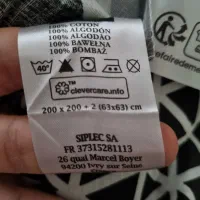 100% COTON
100% ALGODÃO
100% ALGODÓN
100% BAWEŁNA
100% BOMBAŽ
40°
clevercare.info
200 x 200 + 2 (63x63) cm
SIPLEC SA
FR 37315281113
26 quai Marcel Boyer
94200 Ivry sur Seine